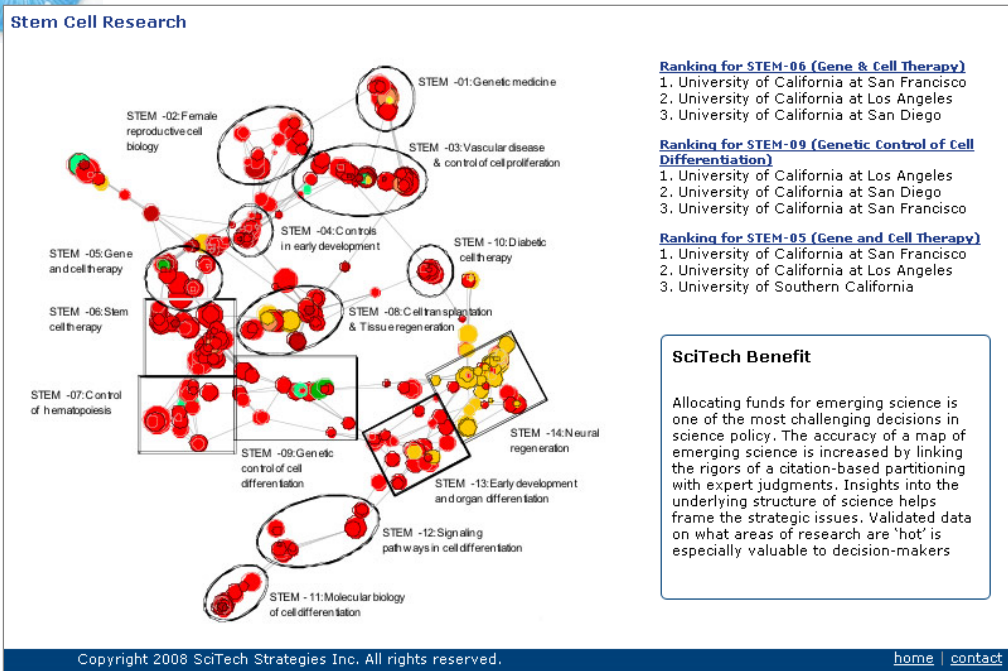 Stem Cell Research
STEM -01:Genetic medicine
STEM -02:Female
reproductive cell
biology
STEM -03:Vascular disease
& control of cell proliferation
STEM -04:Controls
in early development
STEM -05:Gene
and cell therapy
STEM -10:Diabetic
cell therapy
STEM -06:Stem
cell therapy
STEM -08:Cell transplantation
& Tissue regeneration
STEM -07:Control
of hematopoiesis
STEM -09:Genetic
control of cell
differentiation
STEM -14:Neural
regeneration
STEM -13:Early development
and organ differentiation
STEM -12:Signaling
pathways in cell differentiation
STEM -11:Molecular biology
of cell differentiation
Ranking for STEM-06 (Gene & Cell Therapy)
1. University of California at San Francisco
2. University of California at Los Angeles
3. University of California at San Diego
Ranking for STEM-09 (Genetic Control of Cell
Differentiation)
1. University of California at Los Angeles
2. University of California at San Diego
3. University of California at San Francisco
Ranking for STEM-05 (Gene and Cell Therapy)
1. University of California at San Francisco
2. University of California at Los Angeles
3. University of Southern California
SciTech Benefit
Allocating funds for emerging science is
one of the most challenging decisions in
science policy. The accuracy of a map of
emerging science is increased by linking
the rigors of a citation-based partitioning
with expert judgments. Insights into the
underlying structure of science helps
frame the strategic issues. Validated data
on what areas of research are ‘hot’ is
especially valuable to decision-makers
Copyright 2008 SciTech Strategies Inc. All rights reserved.
home | contact